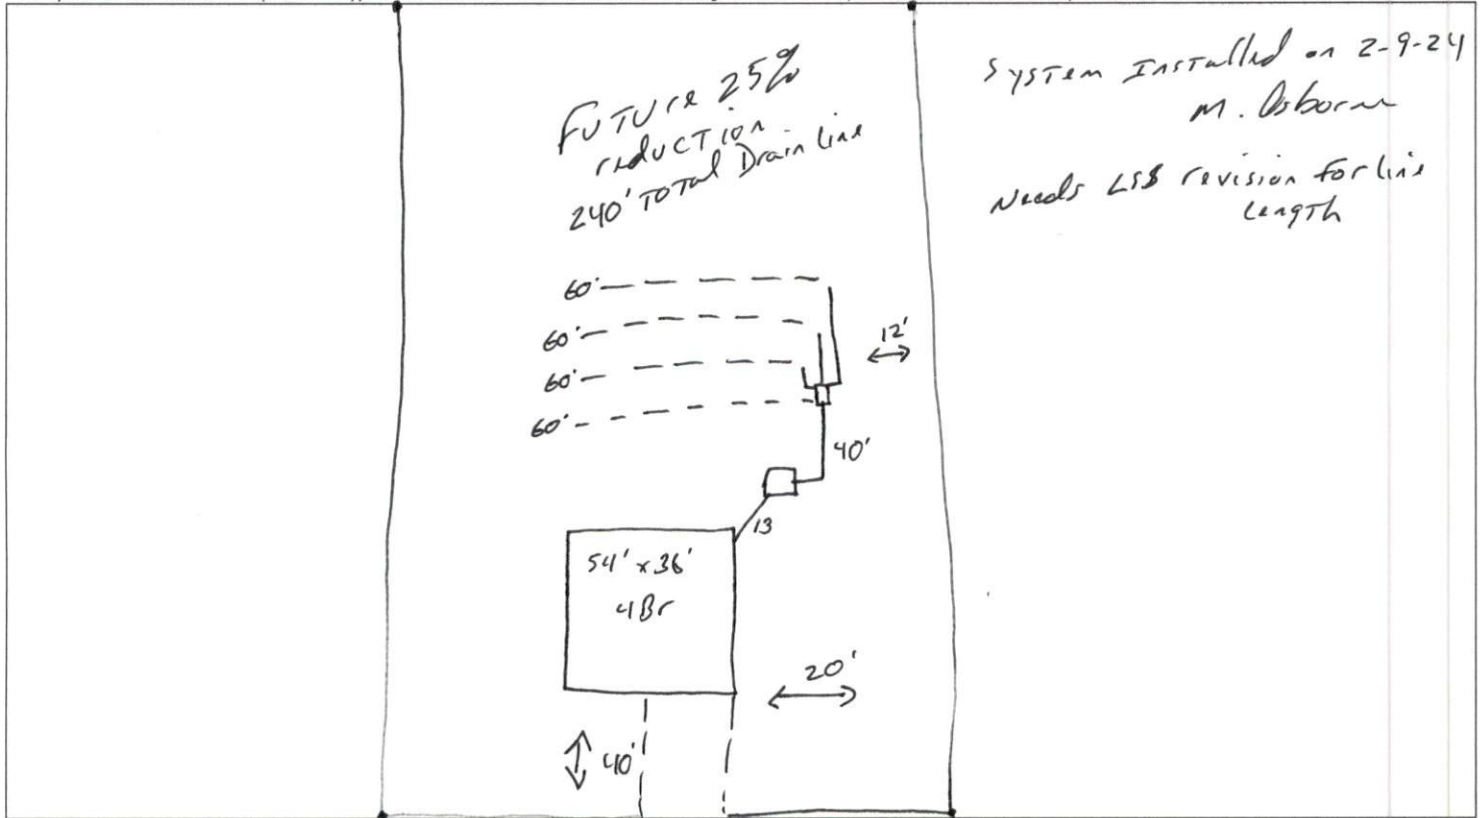 Future 25%
reduction
240' Total Drain line
System Installed on 2-9-24
M. Osborne
Needs LSS revision for line
length
60'
60'
60'
60'
12'
40'
13
54' x 36'
4Br
20'
40'